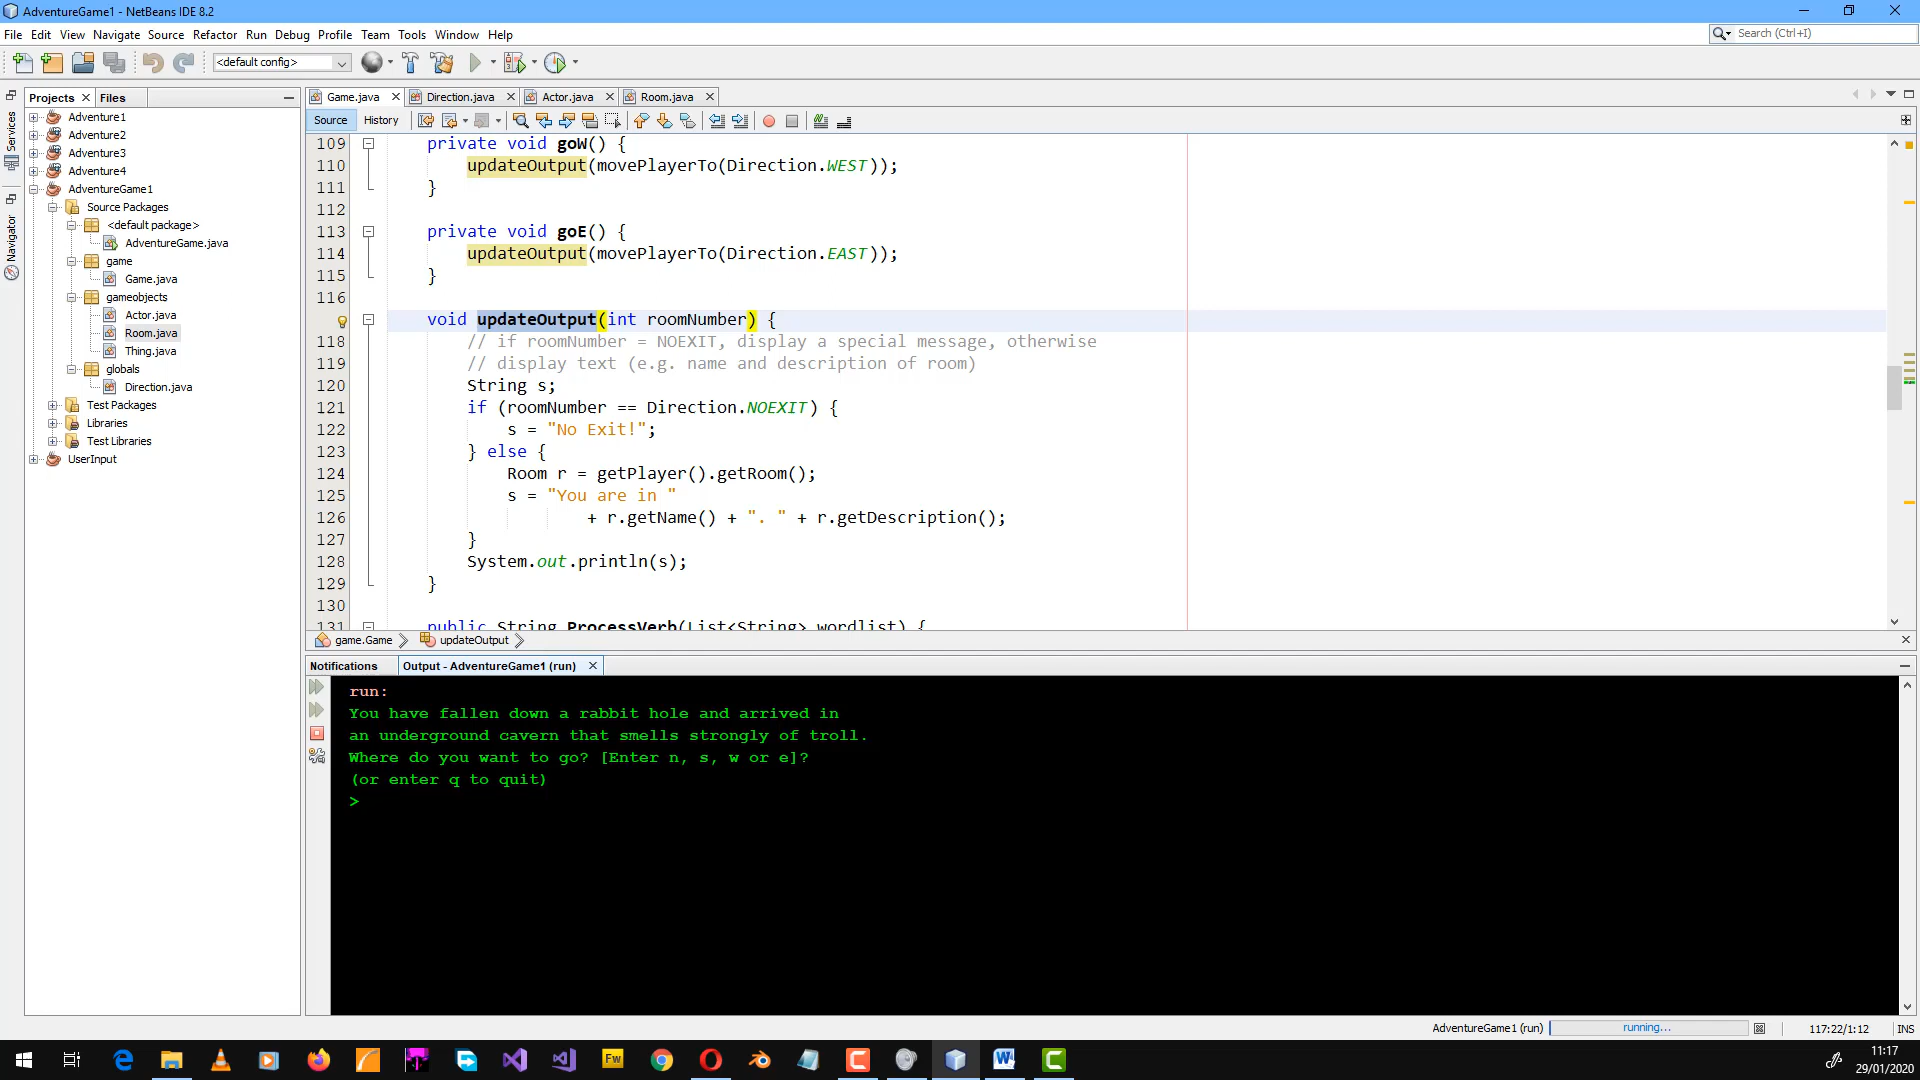 AdventureGame1 - NetBeans IDE 8.2
File Edit View Navigate Source Refactor Run Debug Profile Team Tools Window Help
Search (Ctrl+I)
<default config>
Projects Files
Services
Navigator
Adventure1
Adventure2
Adventure3
Adventure4
AdventureGame1
Source Packages
<default package>
AdventureGame.java
game
Game.java
gameobjects
Actor.java
Room.java
Thing.java
globals
Direction.java
Test Packages
Libraries
Test Libraries
UserInput
Game.java Direction.java Actor.java Room.java
Source History
109 private void goW() {
110 updateOutput(movePlayerTo(Direction.WEST));
111 }
112
113 private void goE() {
114 updateOutput(movePlayerTo(Direction.EAST));
115 }
116
void updateOutput(int roomNumber) {
118 // if roomNumber = NOEXIT, display a special message, otherwise
119 // display text (e.g. name and description of room)
120 String s;
121 if (roomNumber == Direction.NOEXIT) {
122 s = "No Exit!";
123 } else {
124 Room r = getPlayer().getRoom();
125 s = "You are in "
126 + r.getName() + ". " + r.getDescription();
127 }
128 System.out.println(s);
129 }
130
131 public String ProcessVerb(List<String> wordlist) {
game.Game updateOutput
Notifications Output - AdventureGame1 (run)
run:
You have fallen down a rabbit hole and arrived in
an underground cavern that smells strongly of troll.
Where do you want to go? [Enter n, s, w or e]?
(or enter q to quit)
>
AdventureGame1 (run) running... 117:22/1:12 INS
Fw
11:17
29/01/2020